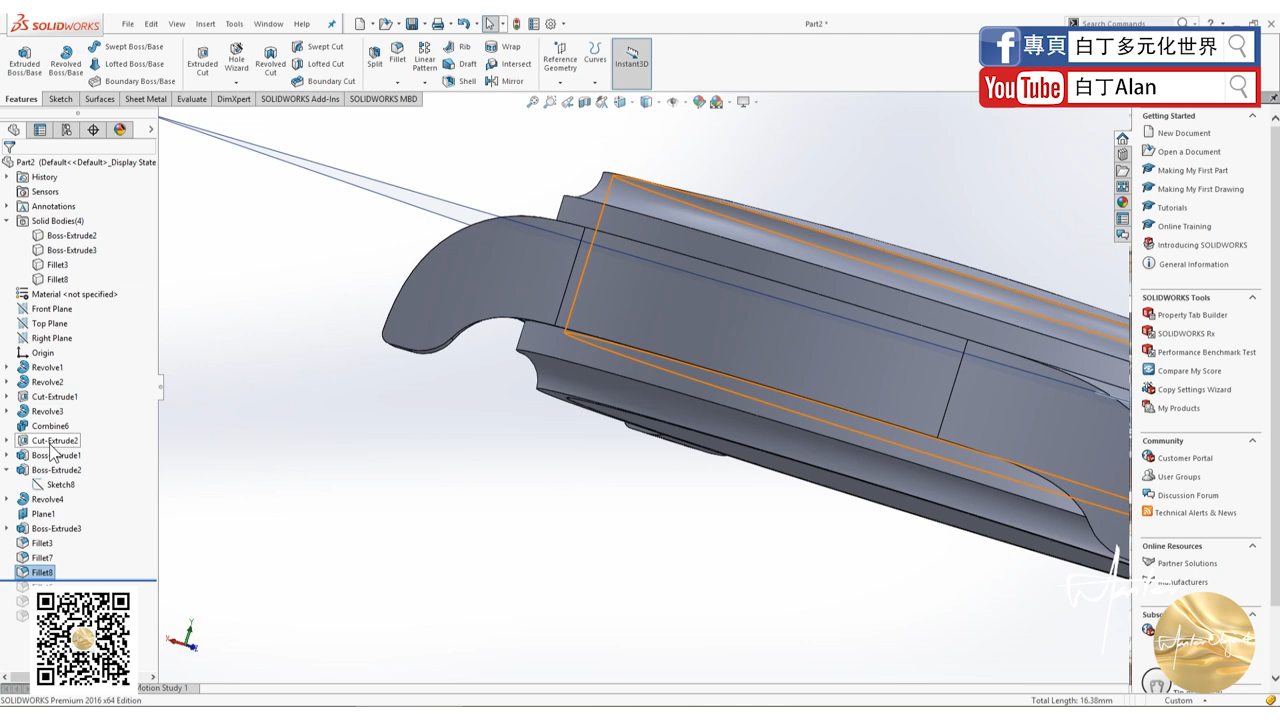 SOLIDWORKS
File Edit View Insert Tools Window Help
Part2 *
Search Commands
Extruded Boss/Base
Revolved Boss/Base
Swept Boss/Base
Lofted Boss/Base
Boundary Boss/Base
Extruded Cut
Hole Wizard
Revolved Cut
Swept Cut
Lofted Cut
Boundary Cut
Split
Fillet
Linear Pattern
Rib
Draft
Shell
Wrap
Intersect
Mirror
Reference Geometry
Curves
Instant3D
專頁 白丁多元化世界
YouTube 白丁Alan
Features Sketch Surfaces Sheet Metal Evaluate DimXpert SOLIDWORKS Add-Ins SOLIDWORKS MBD
Part2 (Default<<Default>_Display State
History
Sensors
Annotations
Solid Bodies(4)
Boss-Extrude2
Boss-Extrude3
Fillet3
Fillet8
Material <not specified>
Front Plane
Top Plane
Right Plane
Origin
Revolve1
Revolve2
Cut-Extrude1
Revolve3
Combine6
Cut-Extrude2
Boss-Extrude1
Boss-Extrude2
Sketch8
Revolve4
Plane1
Boss-Extrude3
Fillet3
Fillet7
Fillet8
Getting Started
New Document
Open a Document
Making My First Part
Making My First Drawing
Tutorials
Online Training
Introducing SOLIDWORKS
General Information
SOLIDWORKS Tools
Property Tab Builder
SOLIDWORKS Rx
Performance Benchmark Test
Compare My Score
Copy Settings Wizard
My Products
Community
Customer Portal
User Groups
Discussion Forum
Technical Alerts & News
Online Resources
Partner Solutions
Manufacturers
Y
X
Z
Motion Study 1
SOLIDWORKS Premium 2016 x64 Edition
Total Length: 16.38mm
Custom